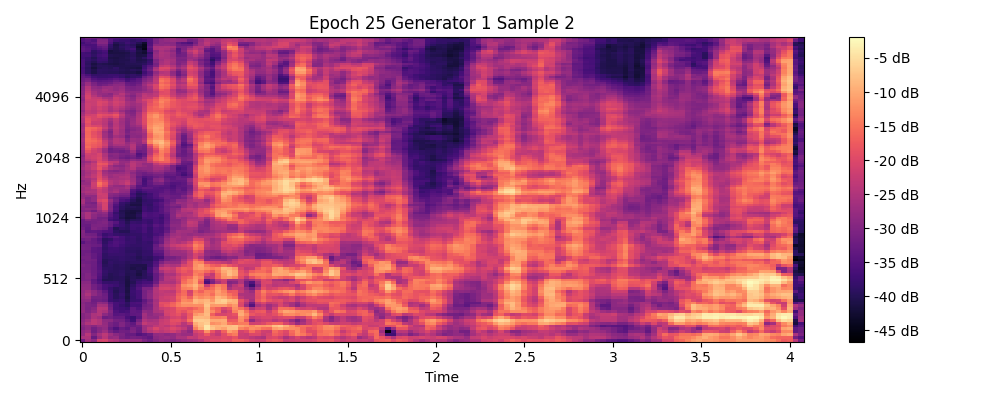 Epoch 25 Generator 1 Sample 2
Hz
4096
2048
1024
512
0
0
0.5
1
1.5
2
2.5
3
3.5
4
Time
-5 dB
-10 dB
-15 dB
-20 dB
-25 dB
-30 dB
-35 dB
-40 dB
-45 dB